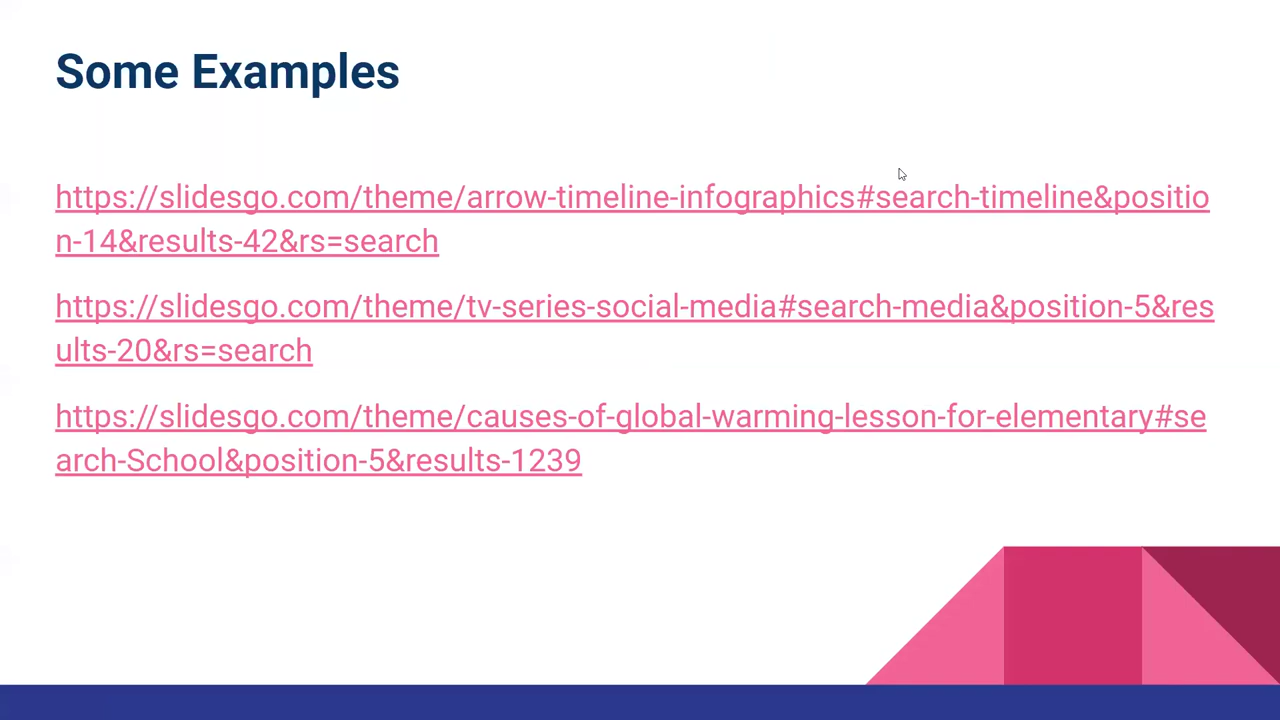 Some Examples
https://slidesgo.com/theme/arrow-timeline-infographics#search-timeline&positio
n-14&results-42&rs=search
https://slidesgo.com/theme/tv-series-social-media#search-media&position-5&res
ults-20&rs=search
https://slidesgo.com/theme/causes-of-global-warming-lesson-for-elementary#se
arch-School&position-5&results-1239